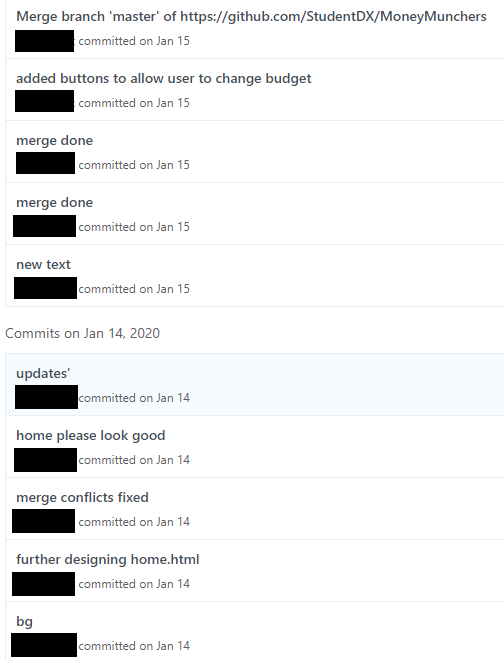 Merge branch 'master' of https://github.com/StudentDX/MoneyMunchers
committed on Jan 15
added buttons to allow user to change budget
committed on Jan 15
merge done
committed on Jan 15
merge done
committed on Jan 15
new text
committed on Jan 15
Commits on Jan 14, 2020
updates'
committed on Jan 14
home please look good
committed on Jan 14
merge conflicts fixed
committed on Jan 14
further designing home.html
committed on Jan 14
bg
committed on Jan 14